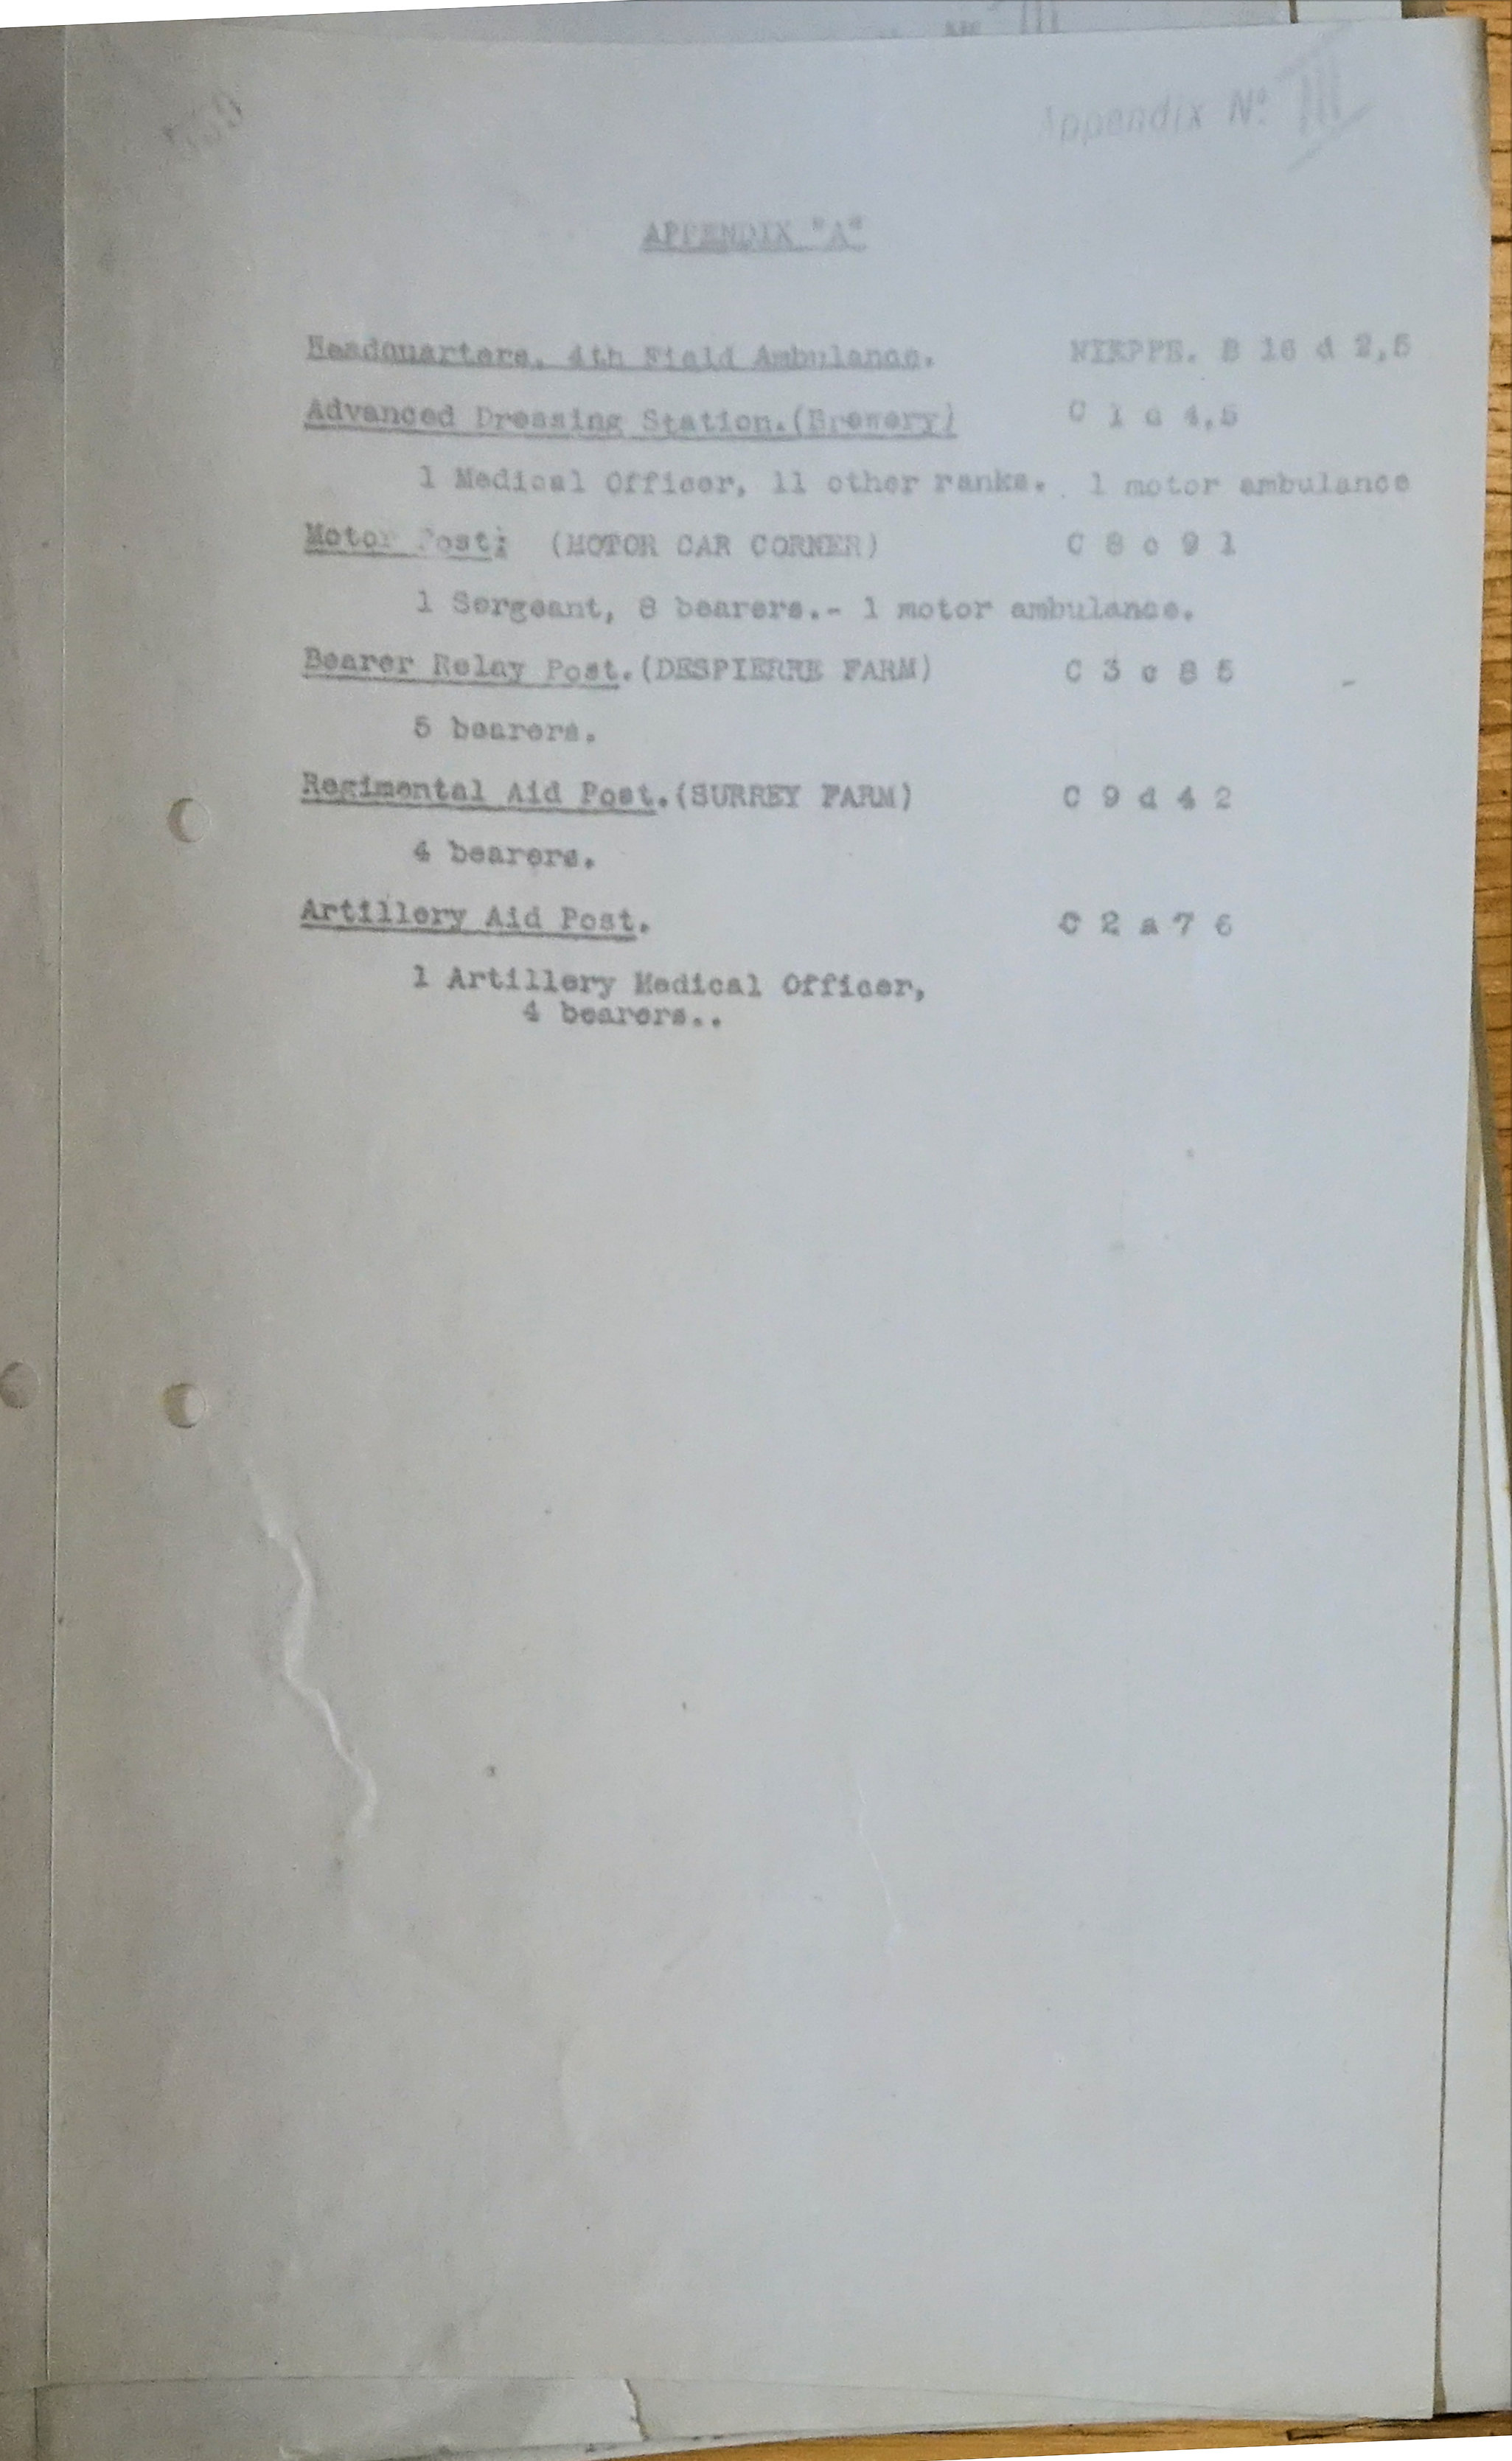 Appendix Nº III
APPENDIX "A"
Headquarters, 4th Field Ambulance. NIEPPE. B 16 d 2,5
Advanced Dressing Station.(Brewery) C 1 a 4,5
1 Medical Officer, 11 other ranks. 1 motor ambulance
Motor Post; (MOTOR CAR CORNER) C 8 c 9 1
1 Sergeant, 8 bearers.- 1 motor ambulance.
Bearer Relay Post.(DESPIERRE FARM) C 3 c 8 5
5 bearers.
Regimental Aid Post.(SURREY FARM) C 9 d 4 2
4 bearers.
Artillery Aid Post. C 2 a 7 6
1 Artillery Medical Officer,
4 bearers..